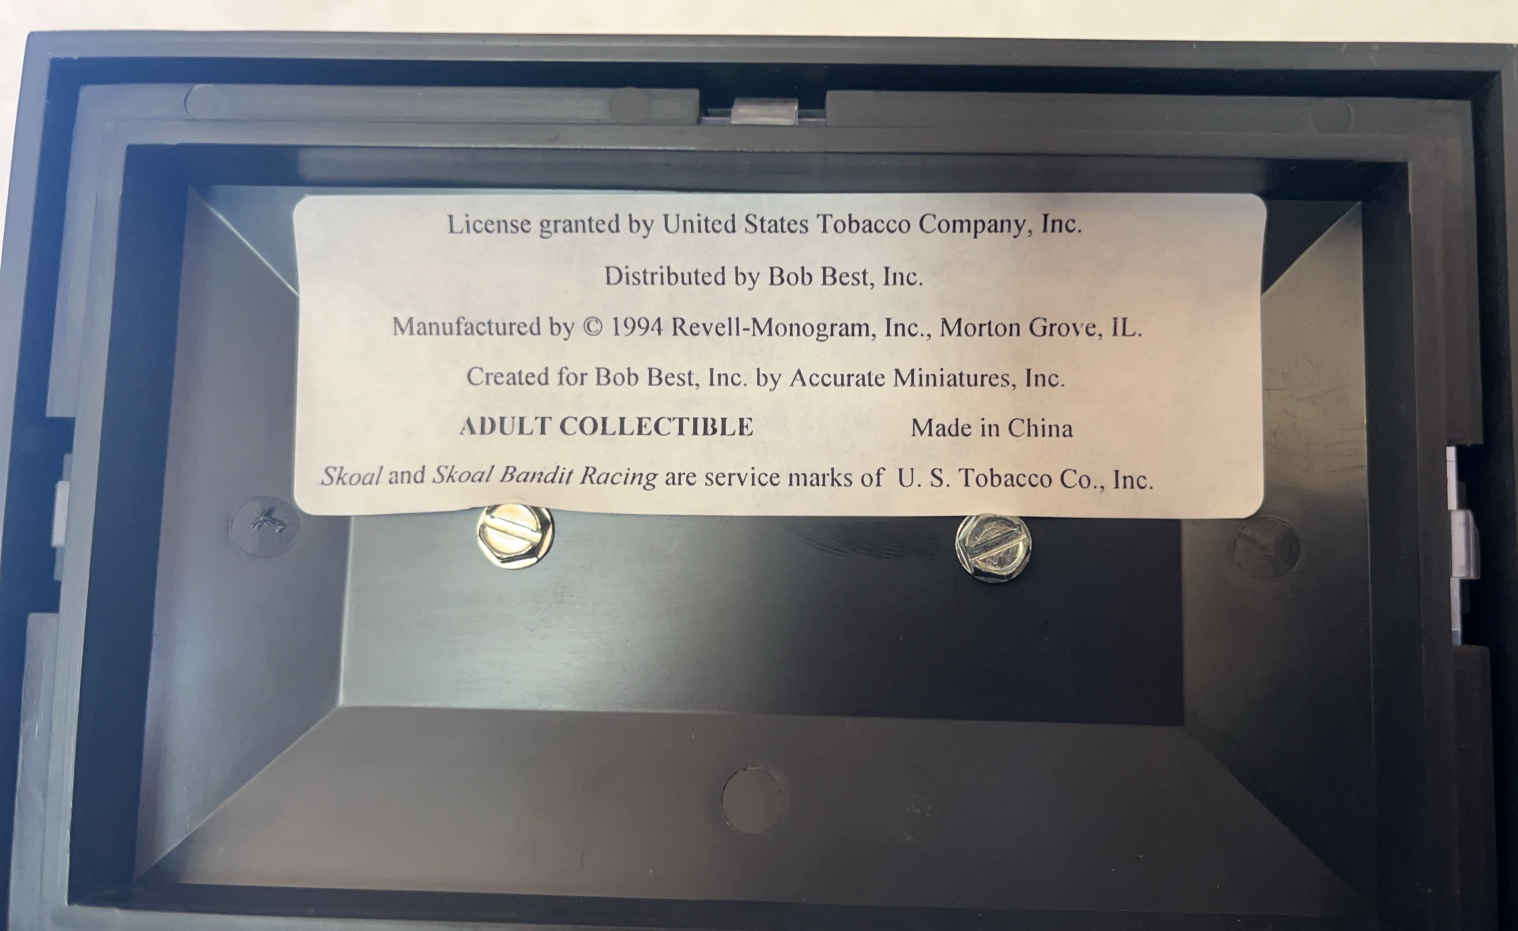 License granted by United States Tobacco Company, Inc.
Distributed by Bob Best, Inc.
Manufactured by © 1994 Revell-Monogram, Inc., Morton Grove, IL.
Created for Bob Best, Inc. by Accurate Miniatures, Inc.
ADULT COLLECTIBLE Made in China
Skoal and Skoal Bandit Racing are service marks of U. S. Tobacco Co., Inc.